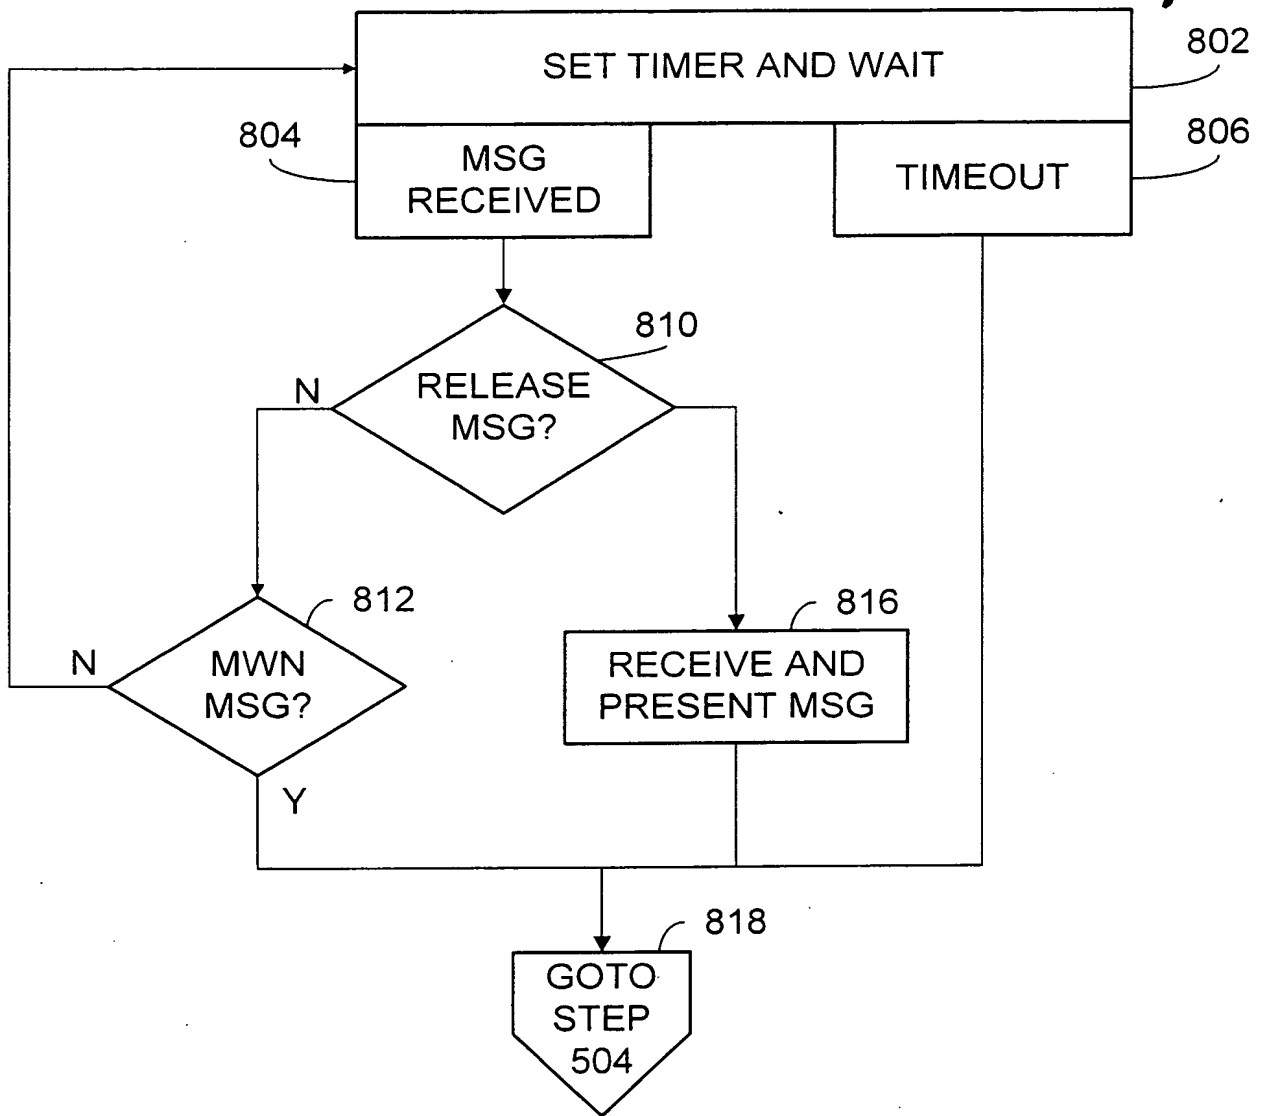 802
SET TIMER AND WAIT
804
806
MSG
RECEIVED
TIMEOUT
810
N
RELEASE
MSG?
812
816
N
MWN
MSG?
RECEIVE AND
PRESENT MSG
Y
818
GOTO
STEP
504